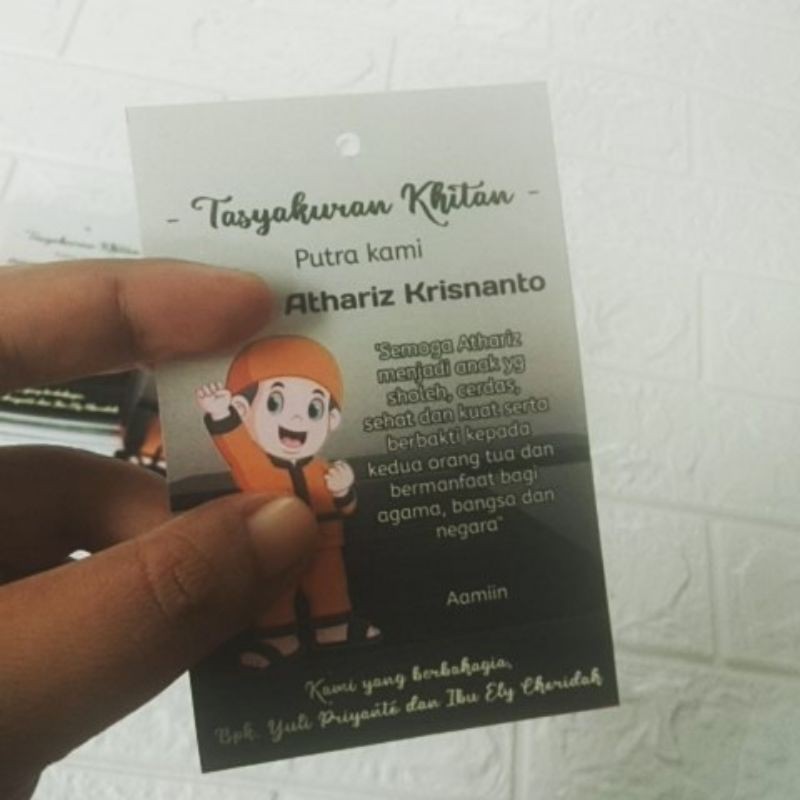 - Tasyakuran Khitan -
Putra kami
Athariz Krisnanto
"Semoga Athariz
menjadi anak yg
sholeh, cerdas,
sehat dan kuat serta
berbakti kepada
kedua orang tua dan
bermanfaat bagi
agama, bangsa dan
negara"
Aamiin
Kami yang berbahagia,
Bpk. Yuli Priyanto dan Ibu Ely Choridah
Tasyakuran Khitan